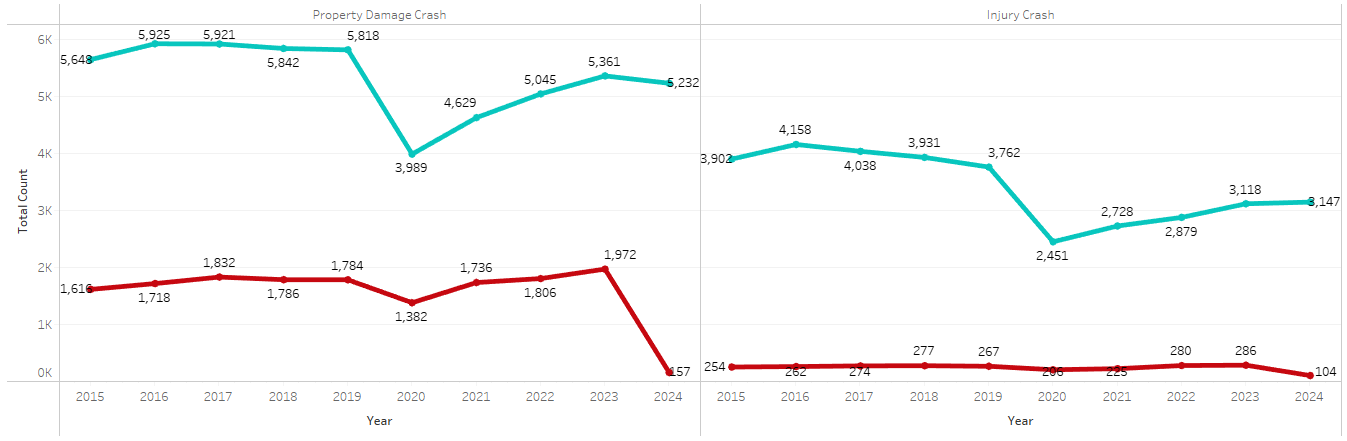 Property Damage Crash
Injury Crash
Total Count
6K
5K
4K
3K
2K
1K
0K
5,648
5,925
5,921
5,842
5,818
3,989
4,629
5,045
5,361
5,232
1,616
1,718
1,832
1,786
1,784
1,382
1,736
1,806
1,972
157
3,902
4,158
4,038
3,931
3,762
2,451
2,728
2,879
3,118
3,147
254
262
274
277
267
206
225
280
286
104
2015 2016 2017 2018 2019 2020 2021 2022 2023 2024
2015 2016 2017 2018 2019 2020 2021 2022 2023 2024
Year
Year